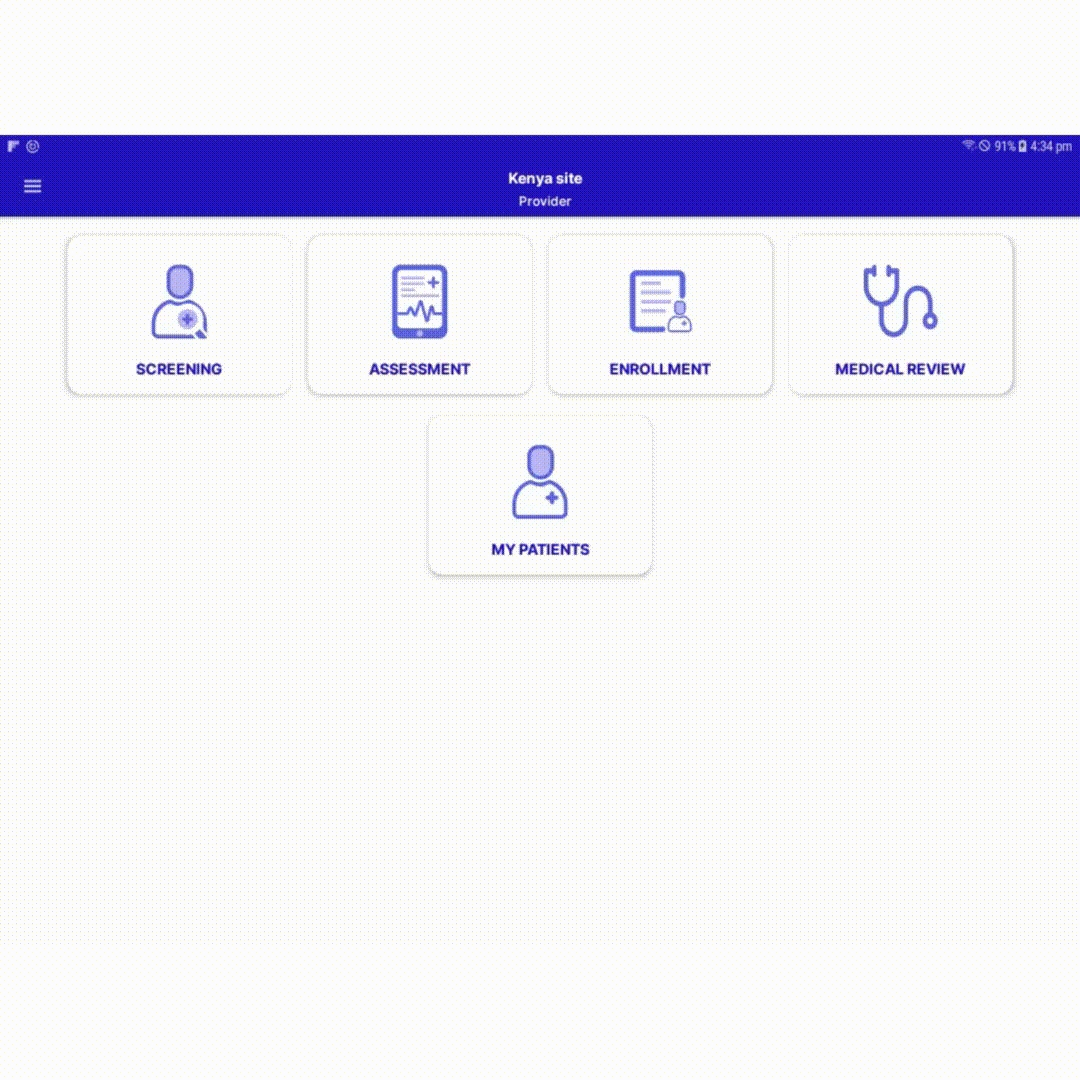 91% 4:34 pm
Kenya site
Provider
SCREENING
ASSESSMENT
ENROLLMENT
MEDICAL REVIEW
MY PATIENTS